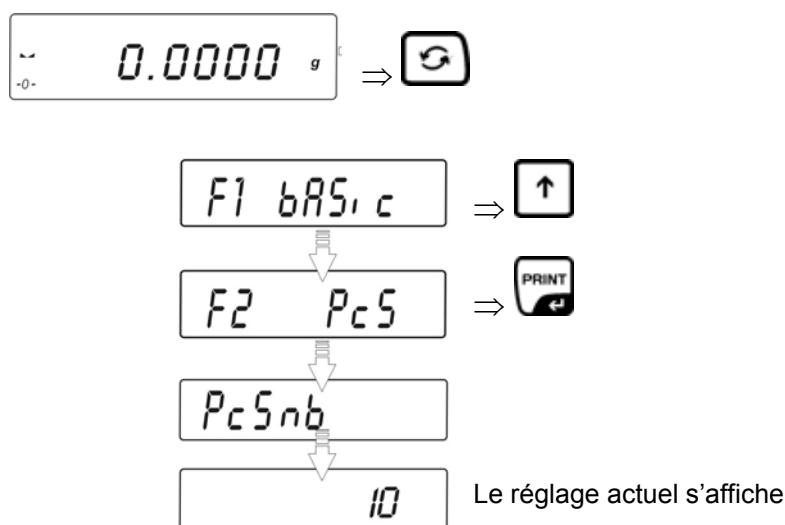 0.0000 g
-0-
F1 bASic
F2 PcS
PRINT
PcSnb
10 Le réglage actuel s’affiche